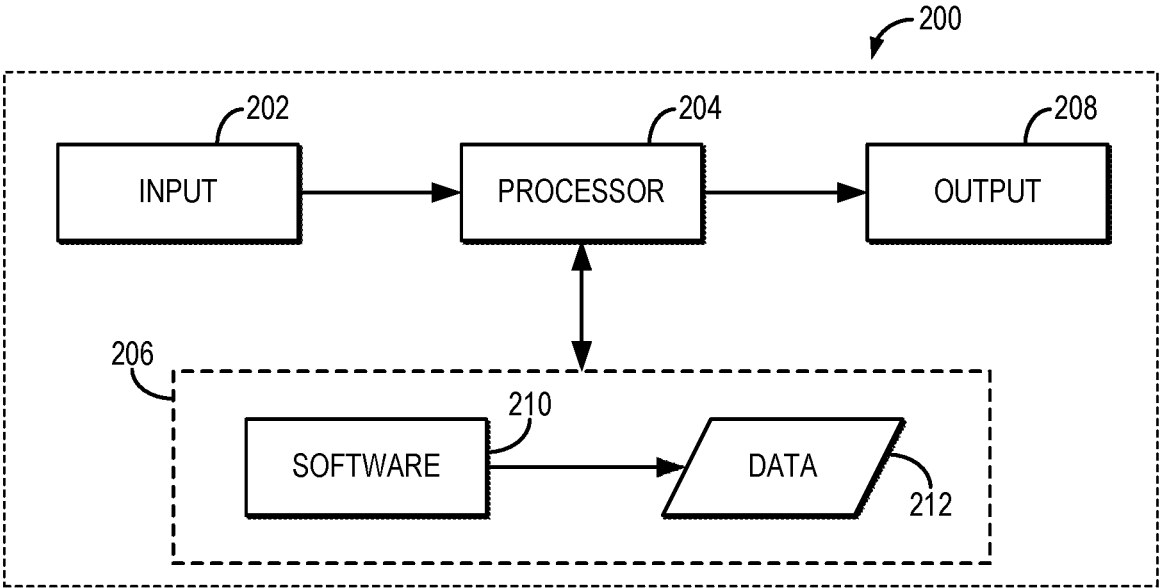 200
202
204
208
INPUT
PROCESSOR
OUTPUT
206
210
SOFTWARE
DATA
212